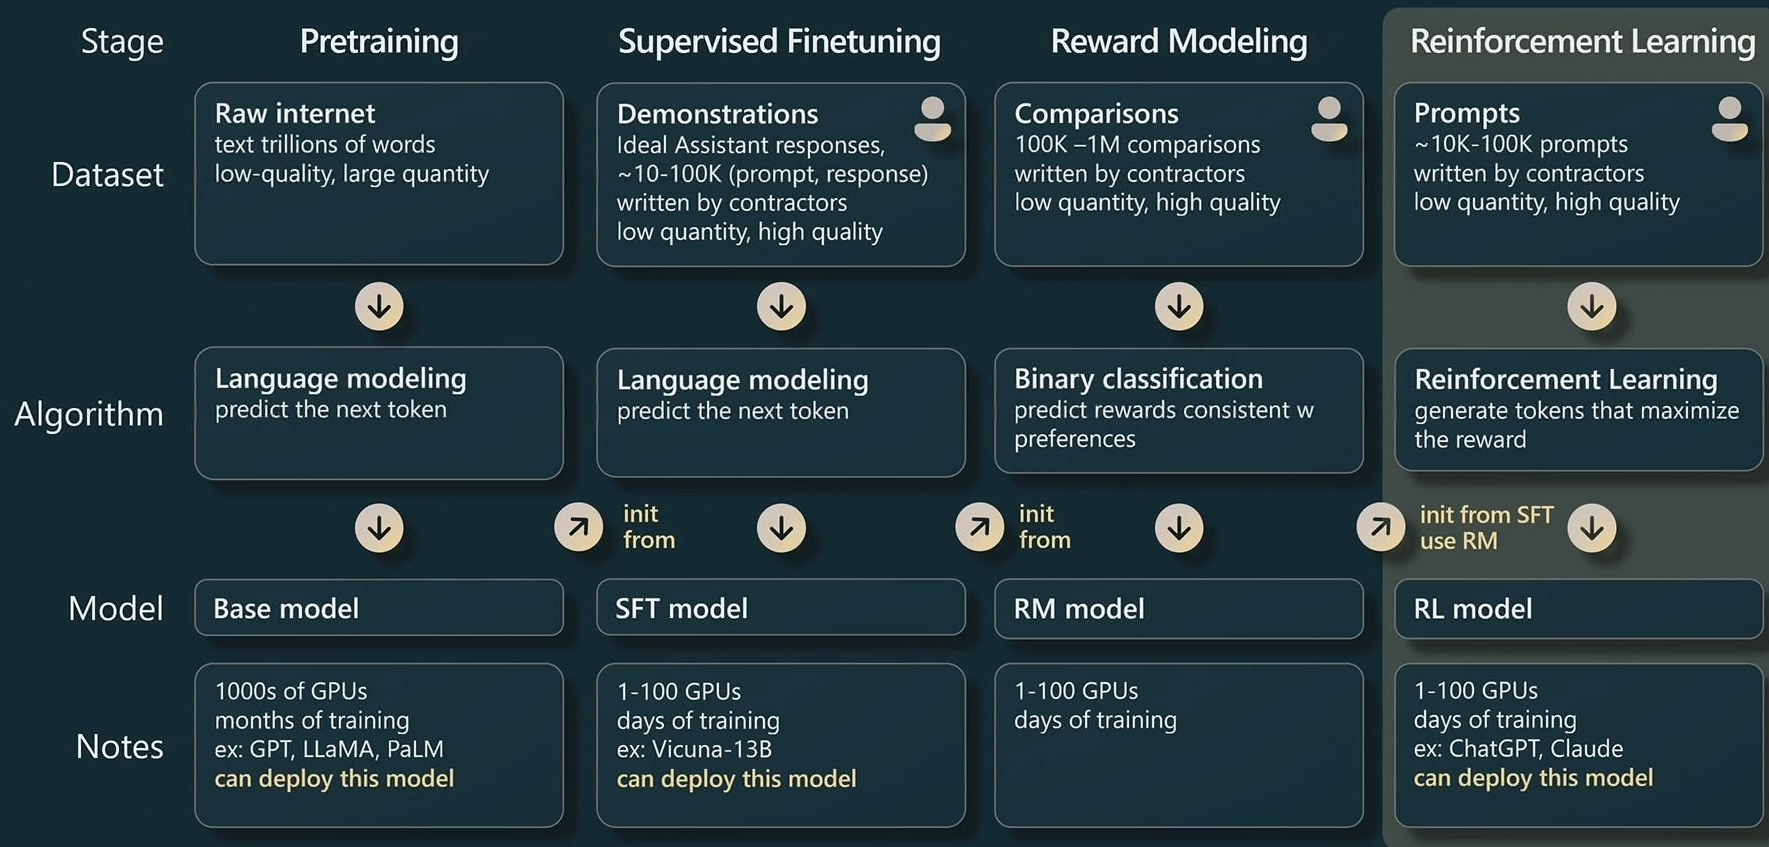 Stage
Pretraining
Supervised Finetuning
Reward Modeling
Reinforcement Learning
Dataset
Raw internet
text trillions of words
low-quality, large quantity
Demonstrations
Ideal Assistant responses,
~10-100K (prompt, response)
written by contractors
low quantity, high quality
Comparisons
100K –1M comparisons
written by contractors
low quantity, high quality
Prompts
~10K-100K prompts
written by contractors
low quantity, high quality
Algorithm
Language modeling
predict the next token
Language modeling
predict the next token
Binary classification
predict rewards consistent w
preferences
Reinforcement Learning
generate tokens that maximize
the reward
init
from
init
from
init from SFT
use RM
Model
Base model
SFT model
RM model
RL model
Notes
1000s of GPUs
months of training
ex: GPT, LLaMA, PaLM
can deploy this model
1-100 GPUs
days of training
ex: Vicuna-13B
can deploy this model
1-100 GPUs
days of training
1-100 GPUs
days of training
ex: ChatGPT, Claude
can deploy this model